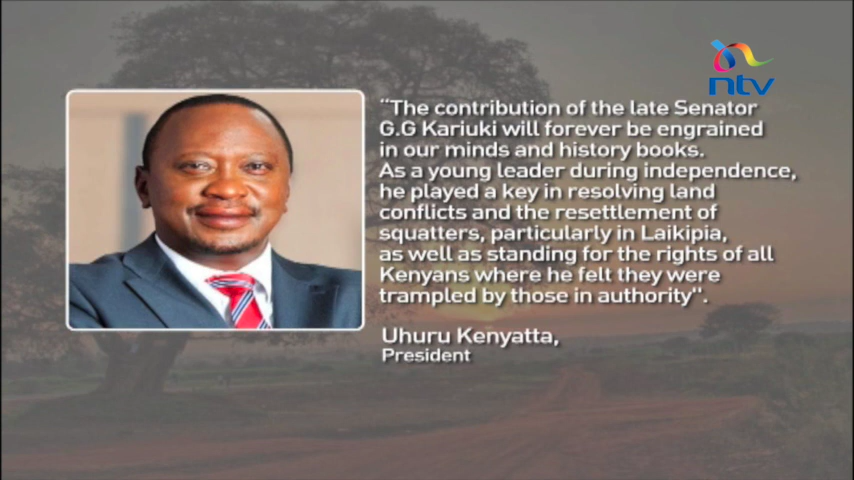 ntv
"The contribution of the late Senator
G.G Kariuki will forever be engrained
in our minds and history books.
As a young leader during independence,
he played a key in resolving land
conflicts and the resettlement of
squatters, particularly in Laikipia,
as well as standing for the rights of all
Kenyans where he felt they were
trampled by those in authority".
Uhuru Kenyatta,
President